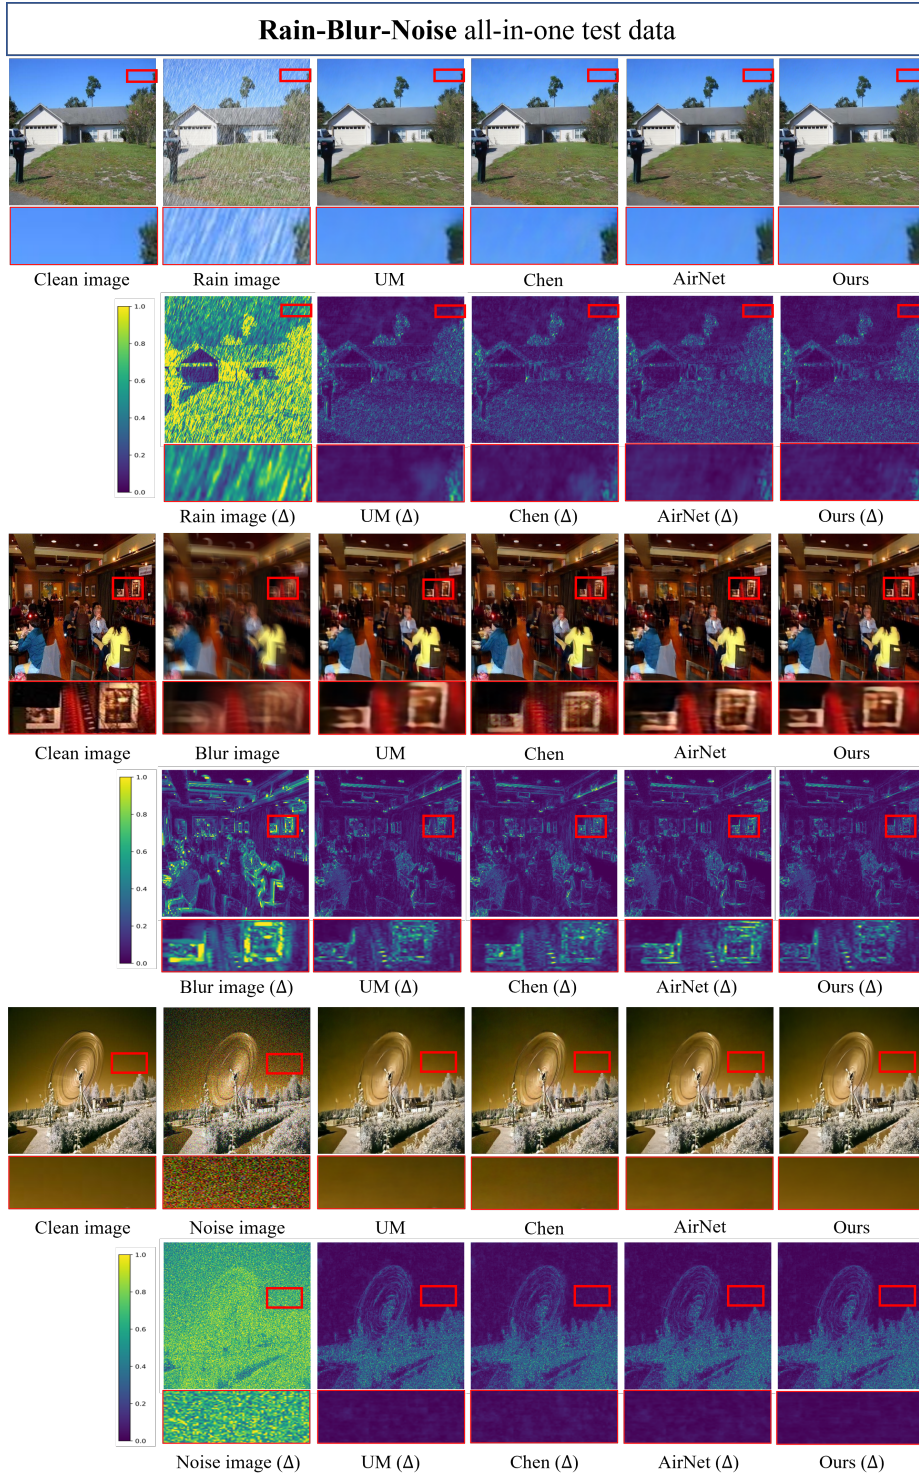 Rain-Blur-Noise all-in-one test data
Clean image Rain image UM Chen AirNet Ours
1.0
0.8
0.6
0.4
0.2
0.0
Rain image (Δ) UM (Δ) Chen (Δ) AirNet (Δ) Ours (Δ)
Clean image Blur image UM Chen AirNet Ours
1.0
0.8
0.6
0.4
0.2
0.0
Blur image (Δ) UM (Δ) Chen (Δ) AirNet (Δ) Ours (Δ)
Clean image Noise image UM Chen AirNet Ours
1.0
0.8
0.6
0.4
0.2
0.0
Noise image (Δ) UM (Δ) Chen (Δ) AirNet (Δ) Ours (Δ)